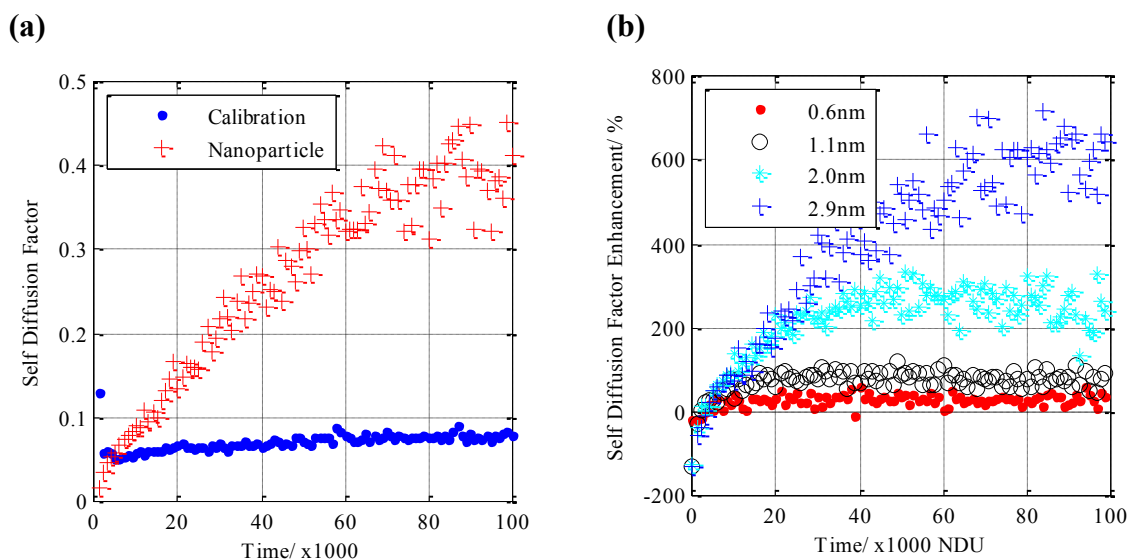 (a)
(b)
Self Diffusion Factor
0.5
0.4
0.3
0.2
0.1
0
Calibration
Nanoparticle
0 20 40 60 80 100
Time/ x1000
Self Diffusion Factor Enhancement/ %
800
600
400
200
0
-200
0.6nm
1.1nm
2.0nm
2.9nm
0 20 40 60 80 100
Time/ x1000 NDU